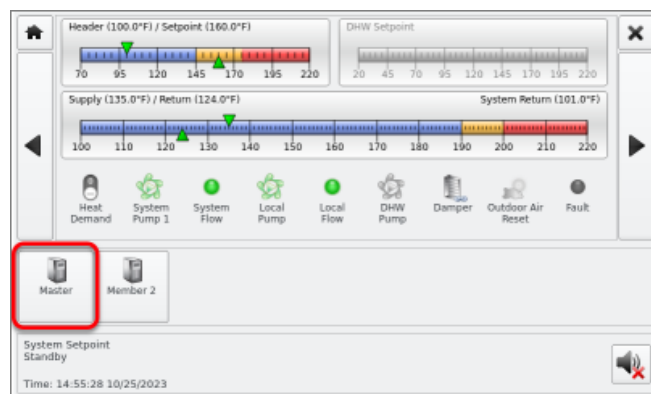 Header (100.0°F) / Setpoint (160.0°F)
DHW Setpoint
70 95 120 145 170 195 220
20 45 70 95 120 145 170 195 220
Supply (135.0°F) / Return (124.0°F)
System Return (101.0°F)
100 110 120 130 140 150 160 170 180 190 200 210 220
Heat Demand
System Pump 1
System Flow
Local Pump
Local Flow
DHW Pump
Damper
Outdoor Air Reset
Fault
Master
Member 2
System Setpoint
Standby
Time: 14:55:28 10/25/2023